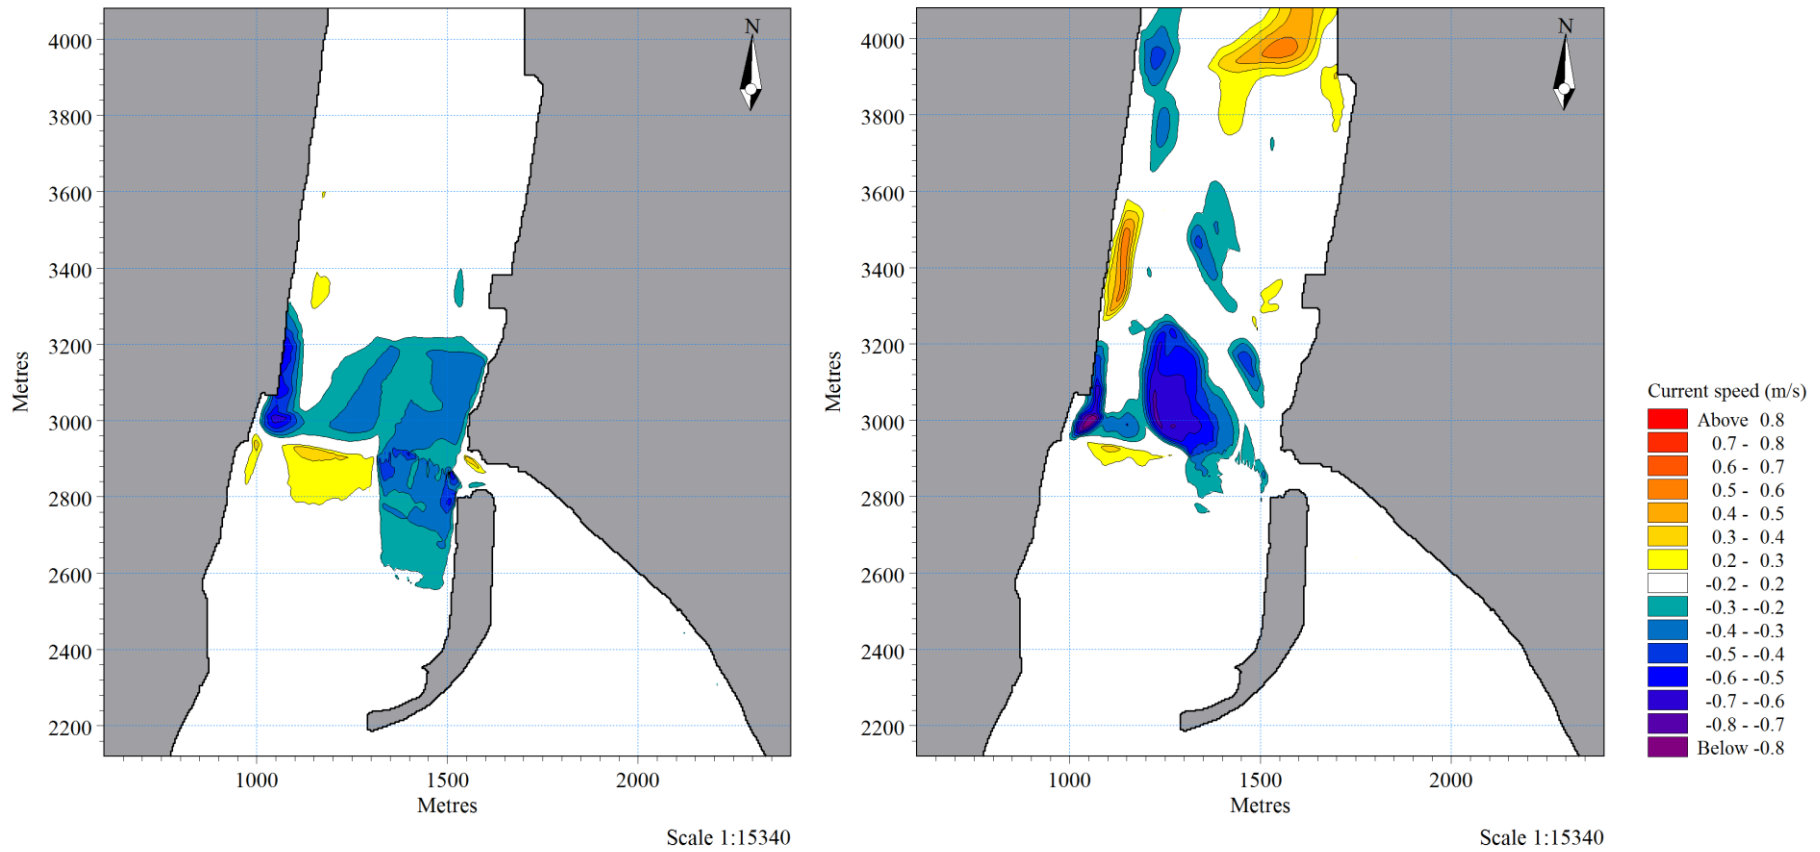 N
4000
3800
3600
3400
3200
3000
2800
2600
2400
2200
Metres
1000 1500 2000
Metres
Scale 1:15340
N
4000
3800
3600
3400
3200
3000
2800
2600
2400
2200
Metres
1000 1500 2000
Metres
Scale 1:15340
Current speed (m/s)
Above 0.8
0.7 - 0.8
0.6 - 0.7
0.5 - 0.6
0.4 - 0.5
0.3 - 0.4
0.2 - 0.3
-0.2 - 0.2
-0.3 - -0.2
-0.4 - -0.3
-0.5 - -0.4
-0.6 - -0.5
-0.7 - -0.6
-0.8 - -0.7
Below -0.8